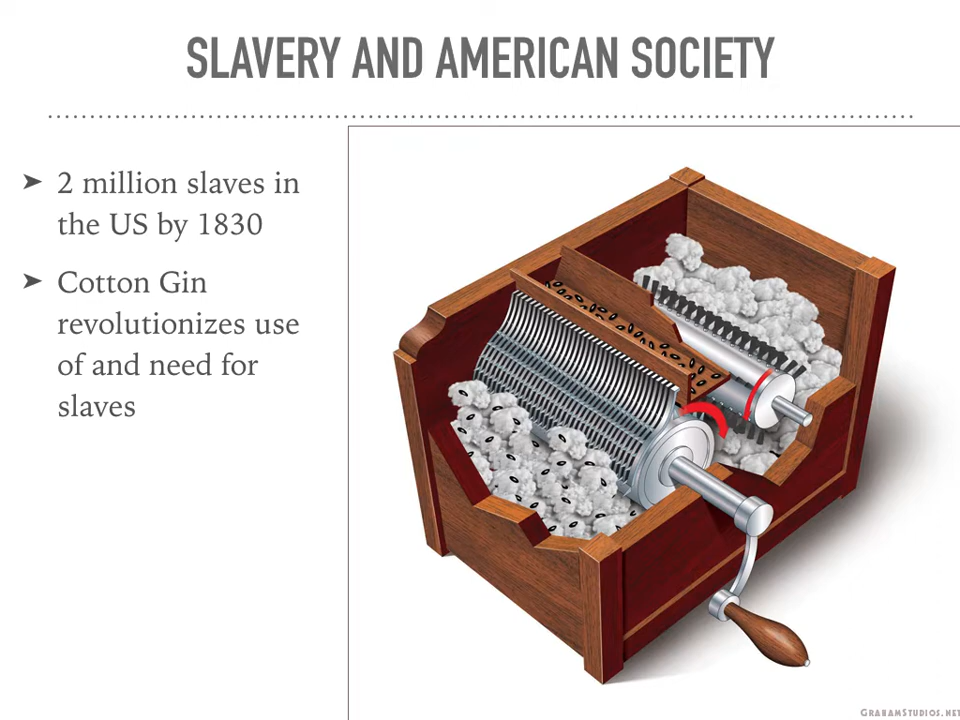 SLAVERY AND AMERICAN SOCIETY
➤ 2 million slaves in
the US by 1830
➤ Cotton Gin
revolutionizes use
of and need for
slaves
GRAHAMSTUDIOS.NET